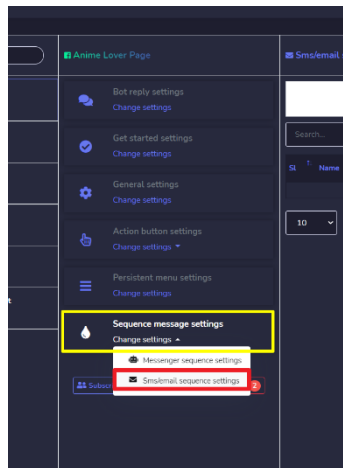 Anime Lover Page
Sms/email
Bot reply settings
Change settings
Get started settings
Change settings
General settings
Change settings
Action button settings
Change settings
Persistent menu settings
Change settings
Sequence message settings
Change settings
Messenger sequence settings
Sms/email sequence settings
Subscr
2
Search...
Sl Name
10
t